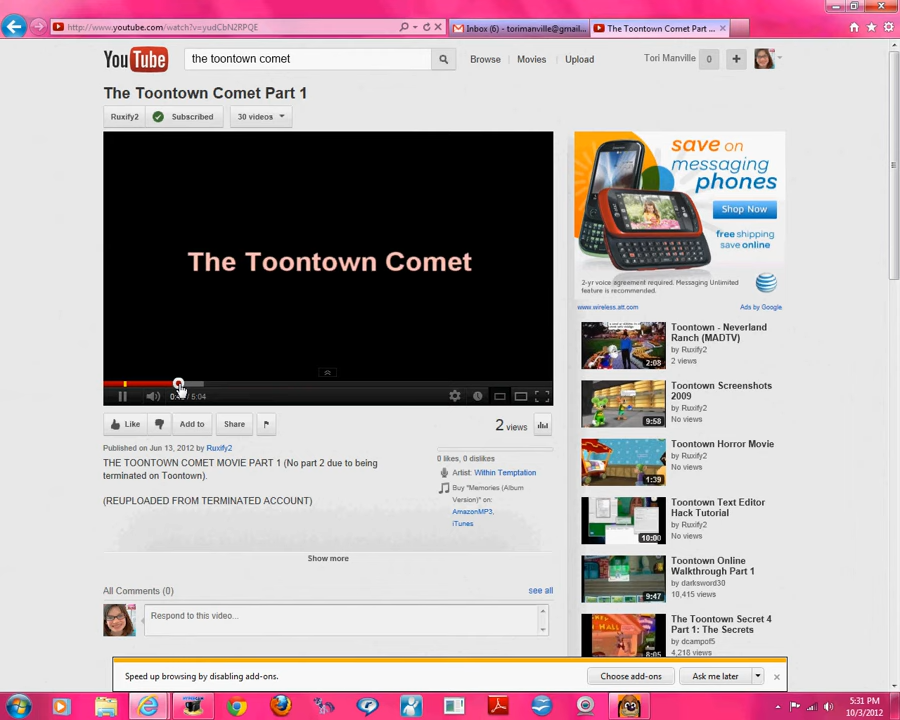 http://www.youtube.com/watch?v=yudCbN2RPQE
Inbox (0) - torimanville@gmail...
The Toontown Comet Part ...
YouTube
the toontown comet
Browse
Movies
Upload
Tori Manville
0
The Toontown Comet Part 1
Ruxify2
Subscribed
30 videos
The Toontown Comet
/ 5:04
Like
Add to
Share
2 views
Published on Jun 13, 2012 by Ruxify2
THE TOONTOWN COMET MOVIE PART 1 (No part 2 due to being
terminated on Toontown).
(REUPLOADED FROM TERMINATED ACCOUNT)
0 likes, 0 dislikes
Artist: Within Temptation
Buy "Memories (Album
Version)" on:
AmazonMP3,
iTunes
Show more
All Comments (0)
see all
Respond to this video...
save on
messaging
phones
Shop Now
free shipping
save online
2-yr voice agreement required. Messaging Unlimited
feature is recommended.
at&t
www.wireless.att.com
Ads by Google
Toontown - Neverland
Ranch (MADTV)
by Ruxify2
2 views
2:08
Toontown Screenshots
2009
by Ruxify2
No views
9:58
Toontown Horror Movie
by Ruxify2
No views
1:39
Toontown Text Editor
Hack Tutorial
by Ruxify2
No views
10:00
Toontown Online
Walkthrough Part 1
by darksword30
10,415 views
9:47
The Toontown Secret 4
Part 1: The Secrets
by dcampof5
4,218 views
8:05
Speed up browsing by disabling add-ons.
Choose add-ons
Ask me later
5:31 PM
10/3/2012